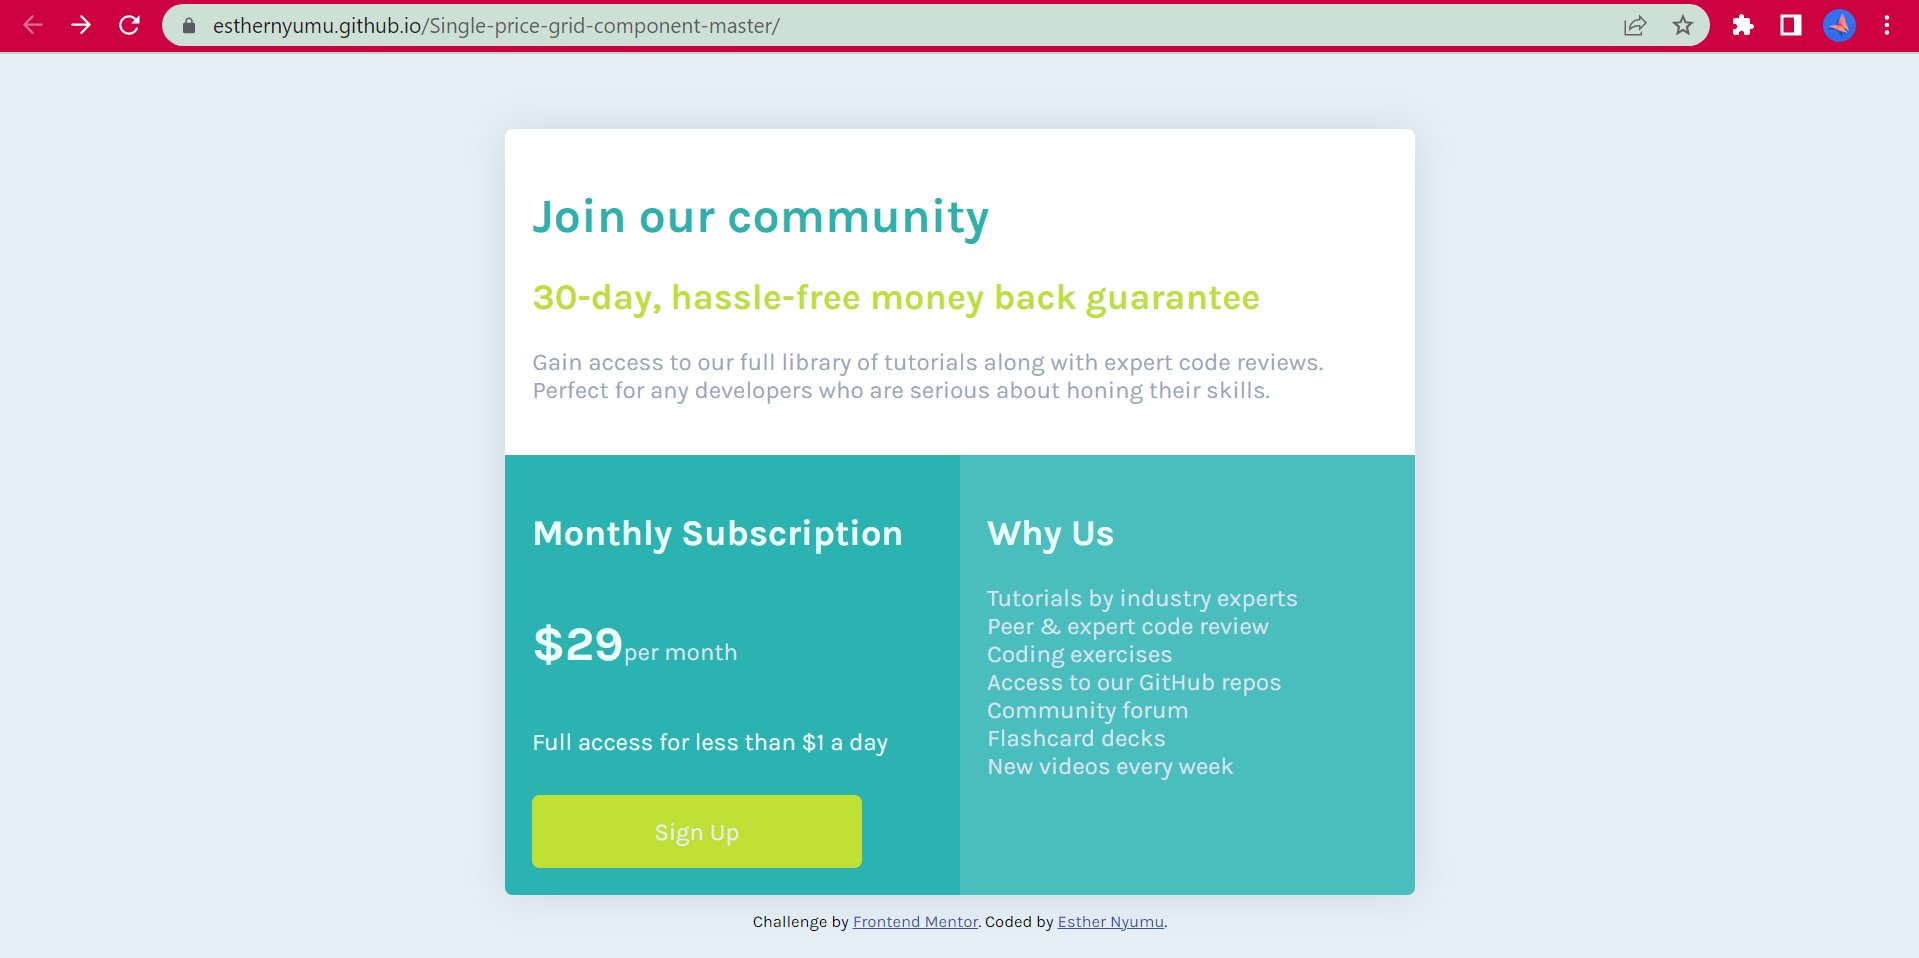 esthernyumu.github.io/Single-price-grid-component-master/
Join our community
30-day, hassle-free money back guarantee
Gain access to our full library of tutorials along with expert code reviews.
Perfect for any developers who are serious about honing their skills.
Monthly Subscription
$29per month
Full access for less than $1 a day
Sign Up
Why Us
Tutorials by industry experts
Peer & expert code review
Coding exercises
Access to our GitHub repos
Community forum
Flashcard decks
New videos every week
Challenge by Frontend Mentor. Coded by Esther Nyumu.